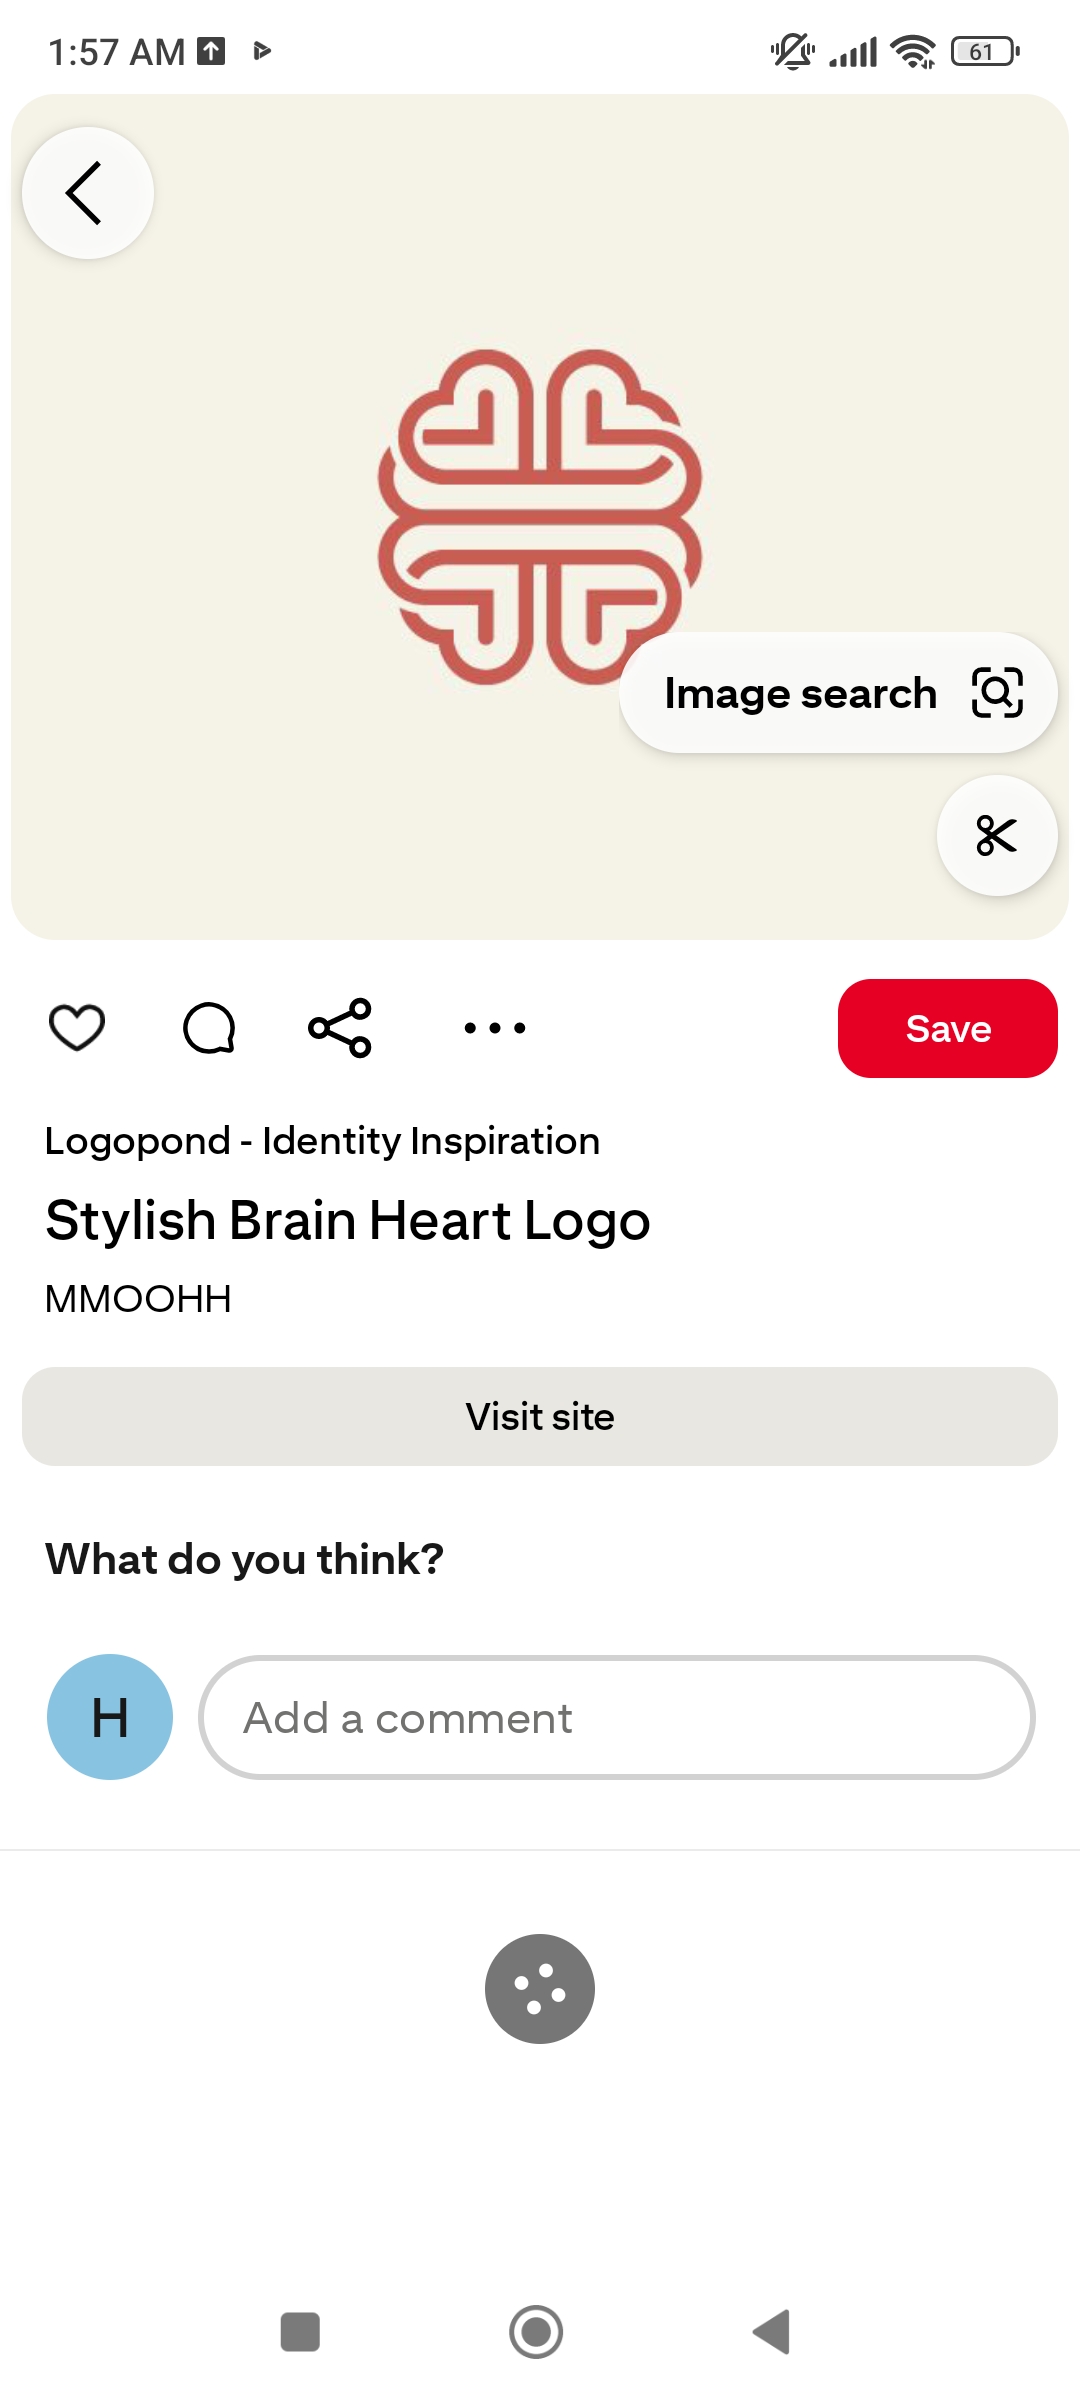 1:57 AM
61
Image search
Save
Logopond - Identity Inspiration
Stylish Brain Heart Logo
MMOOHH
Visit site
What do you think?
H
Add a comment